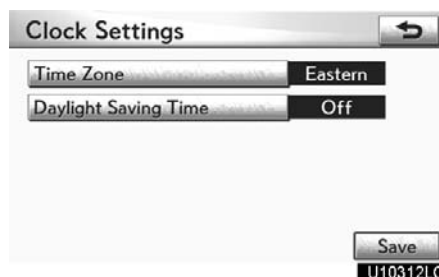 Clock Settings
Time Zone Eastern
Daylight Saving Time Off
Save